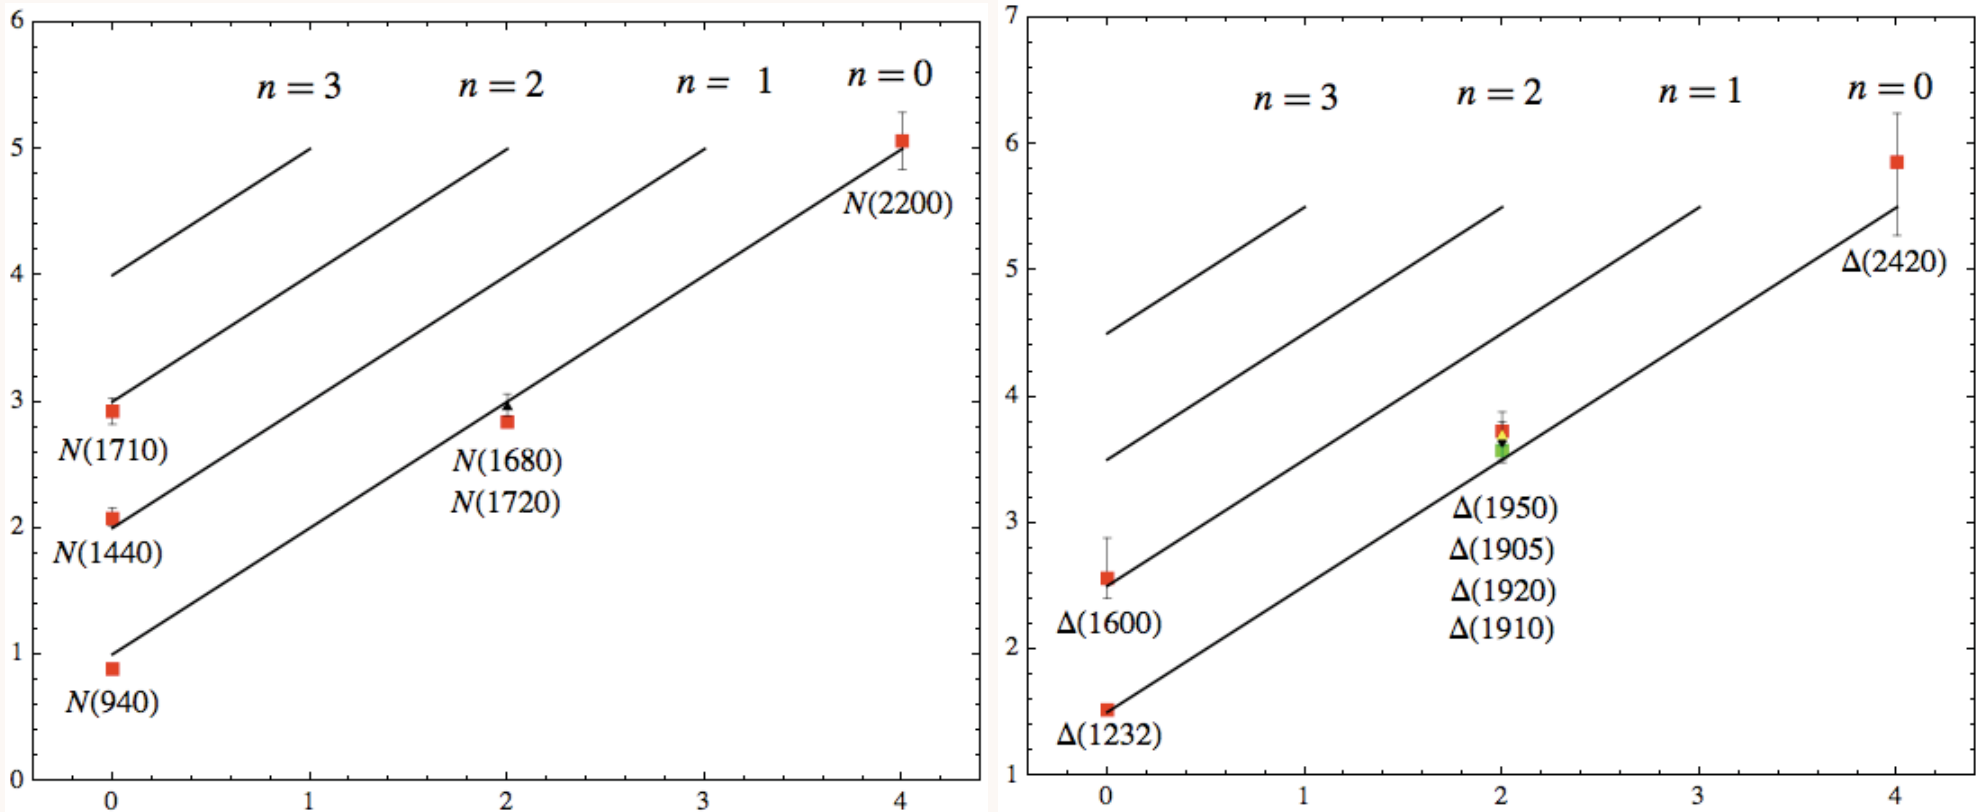 6
n = 3
n = 2
n = 1
n = 0
5
N(2200)
4
3
N(1710)
N(1680)
N(1720)
2
N(1440)
1
N(940)
0
0
1
2
3
4
7
n = 3
n = 2
n = 1
n = 0
6
Δ(2420)
5
4
Δ(1950)
3
Δ(1905)
Δ(1920)
Δ(1600)
Δ(1910)
2
Δ(1232)
1
0
1
2
3
4